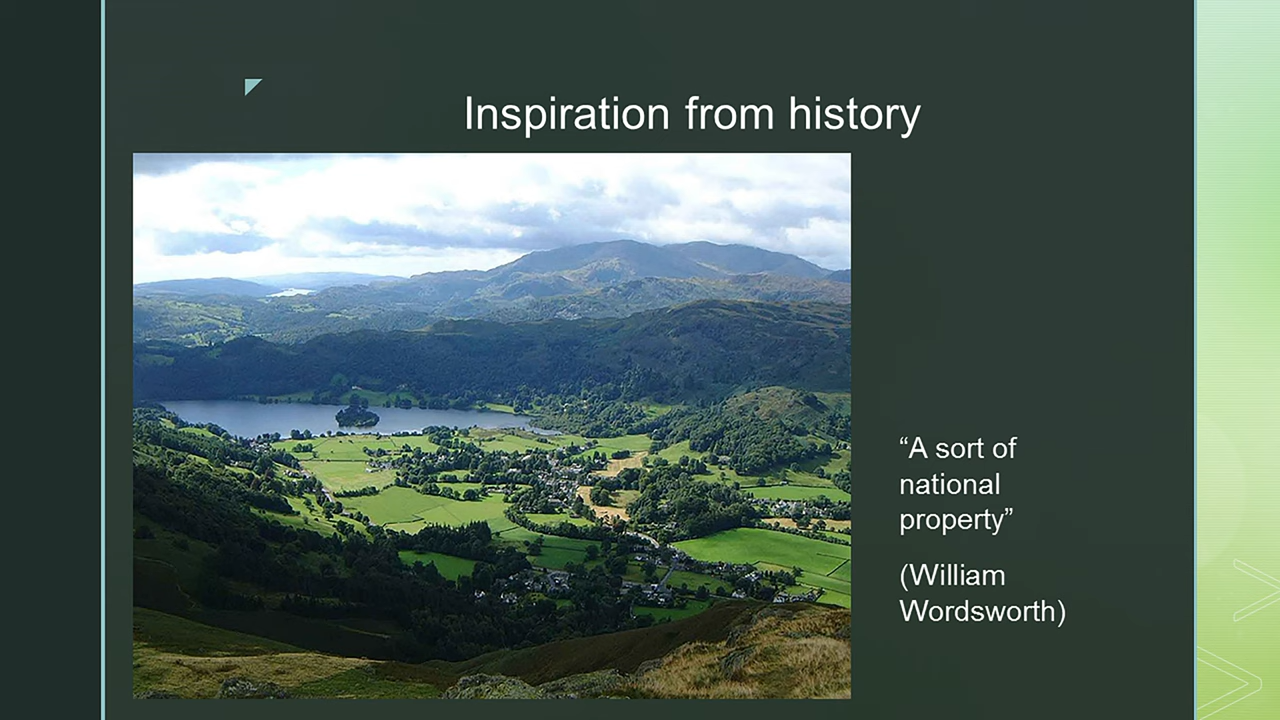 Inspiration from history
“A sort of
national
property”
(William
Wordsworth)